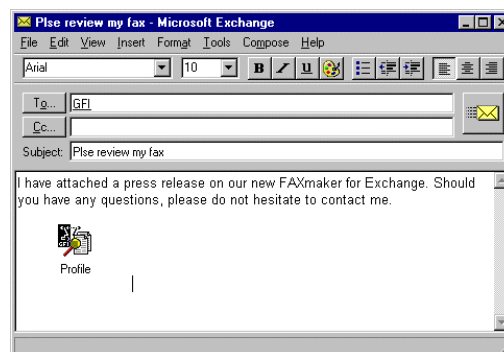 Plse review my fax - Microsoft Exchange
File Edit View Insert Format Tools Compose Help
Arial 10 B I U
To... GFI
Cc...
Subject: Plse review my fax
I have attached a press release on our new FAXmaker for Exchange. Should
you have any questions, please do not hesitate to contact me.
GFI
Profile